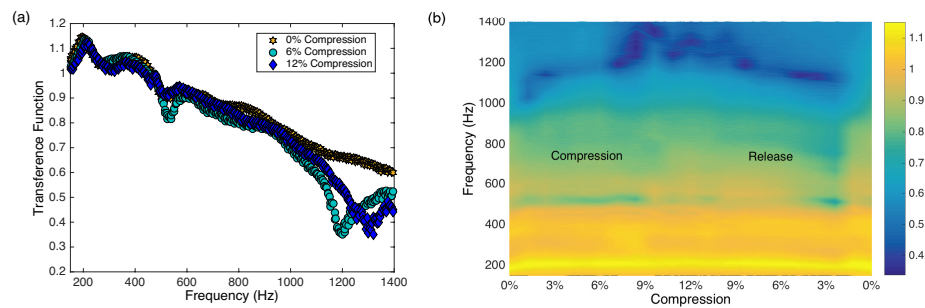 (a)
1.2
1.1
1
0.9
0.8
0.7
0.6
0.5
0.4
0.3
0.2
Transference Function
0% Compression
6% Compression
12% Compression
200 400 600 800 1000 1200 1400
Frequency (Hz)
(b)
1400
1200
1000
800
600
400
200
Frequency (Hz)
Compression Release
0% 3% 6% 9% 12% 9% 6% 3% 0%
Compression
1.1
1
0.9
0.8
0.7
0.6
0.5
0.4